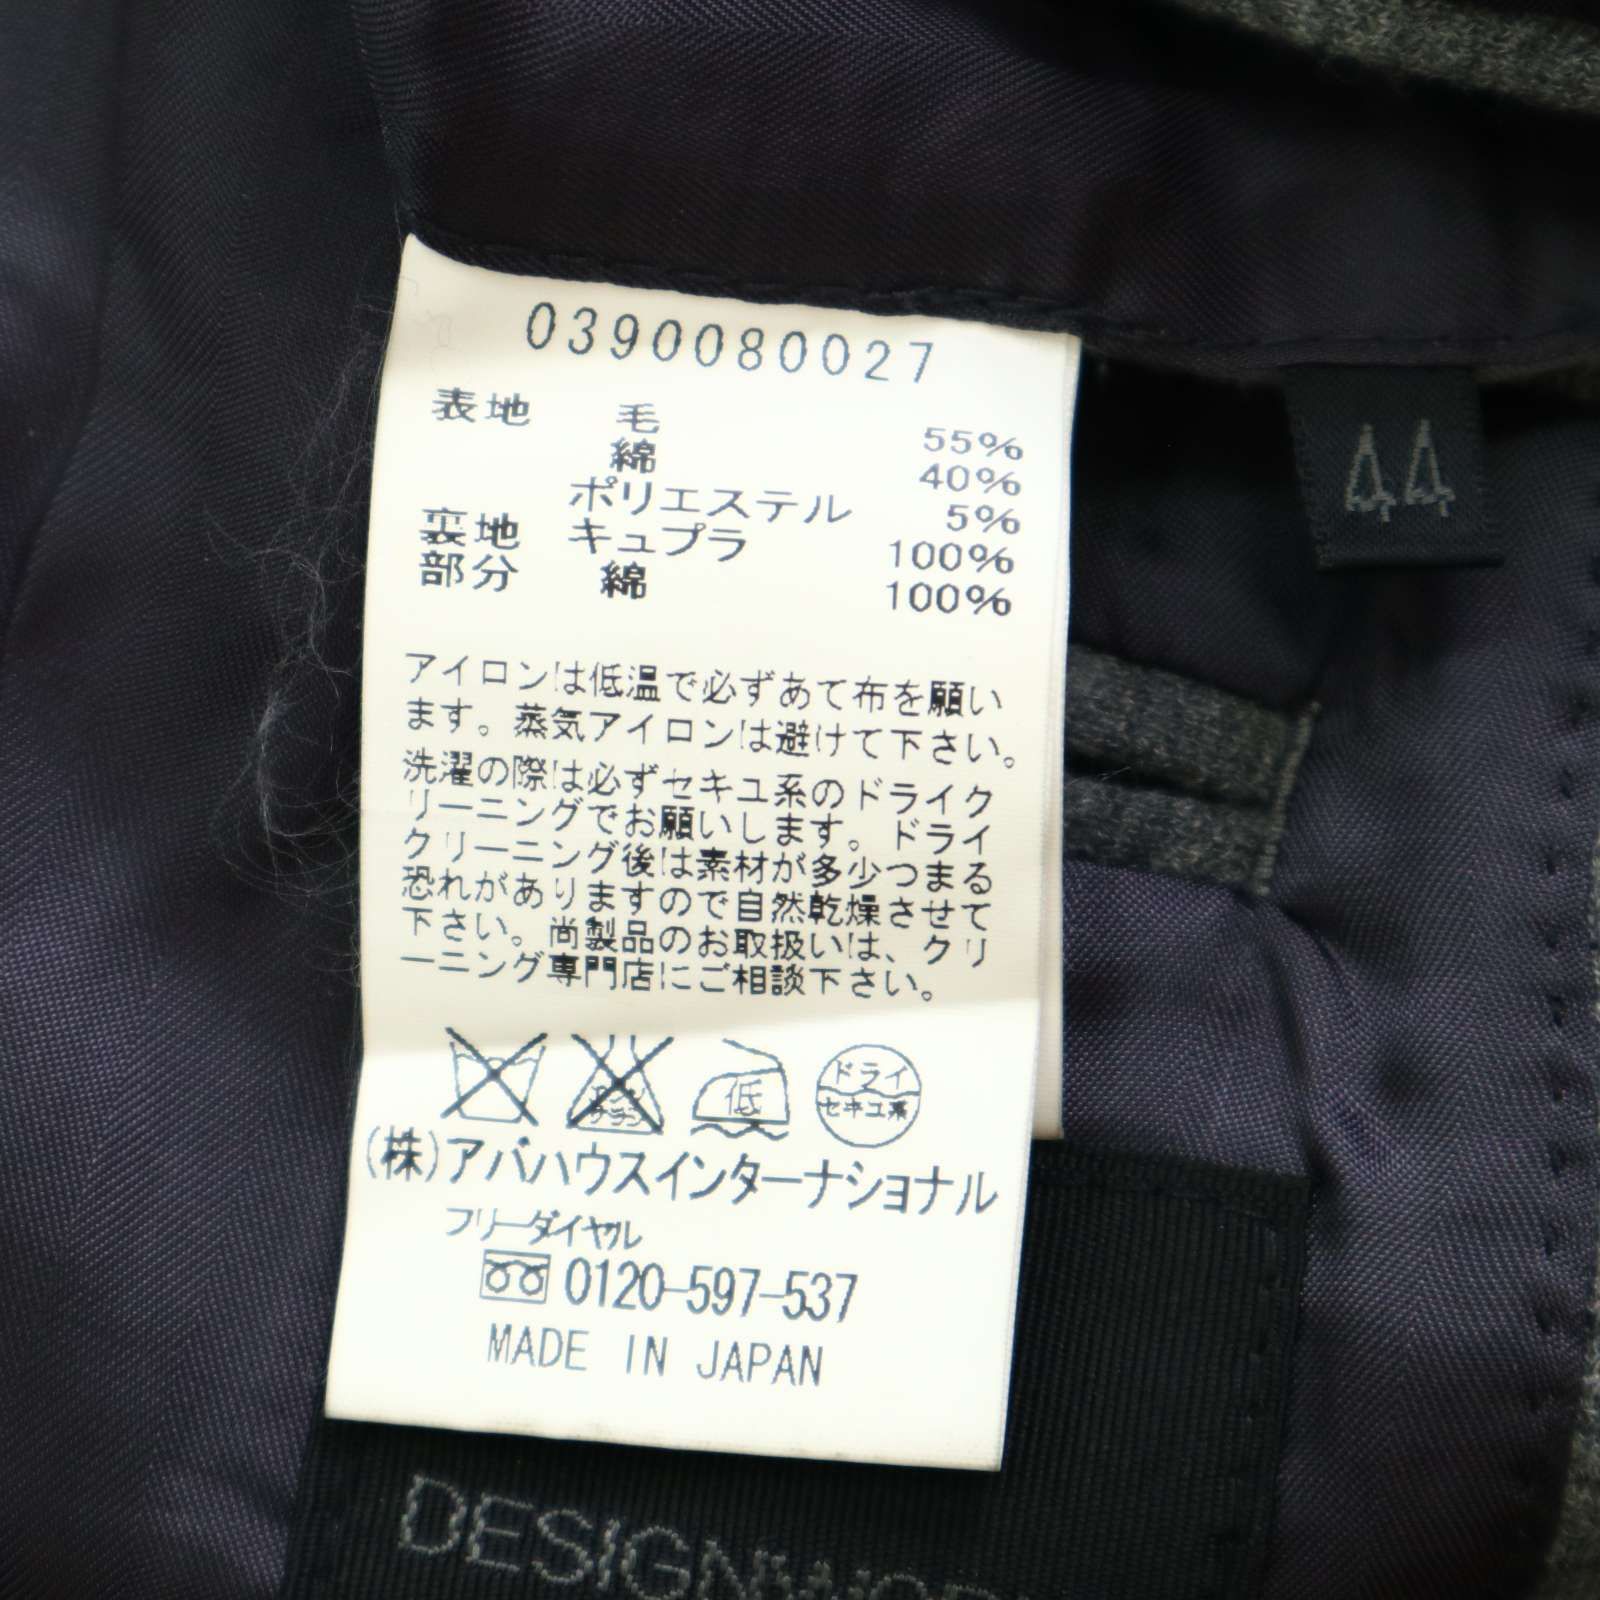 0390080027
表地 毛 55%
綿 40%
ポリエステル 5%
裏地 キュプラ 100%
部分 綿 100%
44
アイロンは低温で必ずあて布を願い
ます。蒸気アイロンは避けて下さい。
洗濯の際は必ずセキユ系のドライク
リーニングでお願いします。ドライ
クリーニング後は素材が多少つまる
恐れがありますので自然乾燥させて
下さい。尚製品のお取扱いは、クリ
ーニング専門店にご相談下さい。
エンソ
サラシ
低
ドライ
セキユ系
(株)アバハウスインターナショナル
フリーダイヤル
0120-597-537
MADE IN JAPAN